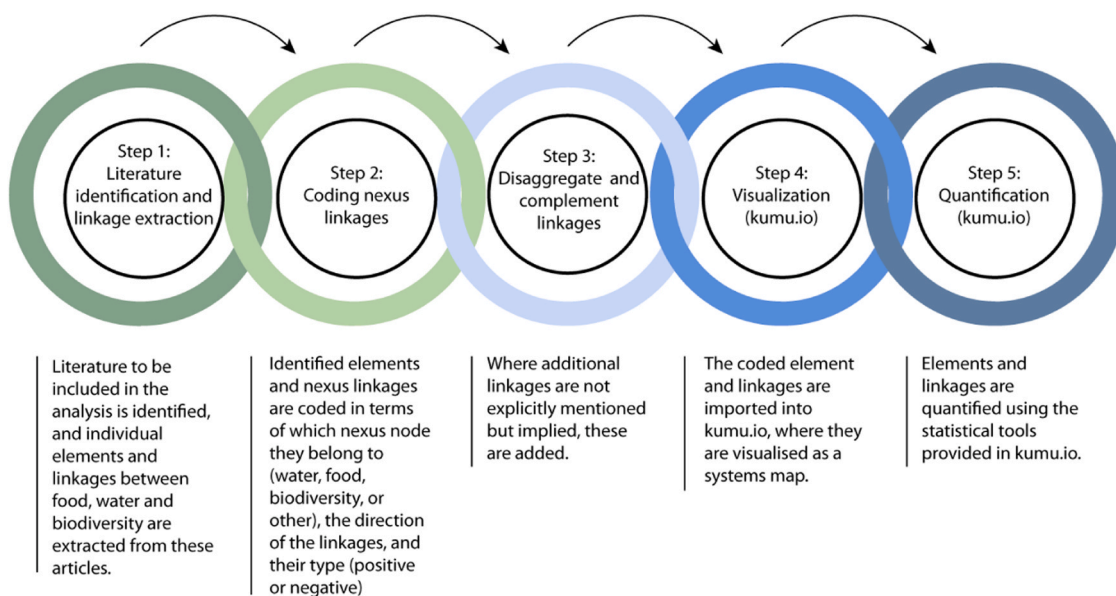 Step 1:
Literature
identification and
linkage extraction
Step 2:
Coding nexus
linkages
Step 3:
Disaggregate and
complement
linkages
Step 4:
Visualization
(kumu.io)
Step 5:
Quantification
(kumu.io)
Literature to be
included in the
analysis is identified,
and individual
elements and
linkages between
food, water and
biodiversity are
extracted from these
articles.
Identified elements
and nexus linkages
are coded in terms
of which nexus node
they belong to
(water, food,
biodiversity, or
other), the direction
of the linkages, and
their type (positive
or negative)
Where additional
linkages are not
explicitly mentioned
but implied, these
are added.
The coded element
and linkages are
imported into
kumu.io, where they
are visualised as a
systems map.
Elements and
linkages are
quantified using the
statistical tools
provided in kumu.io.